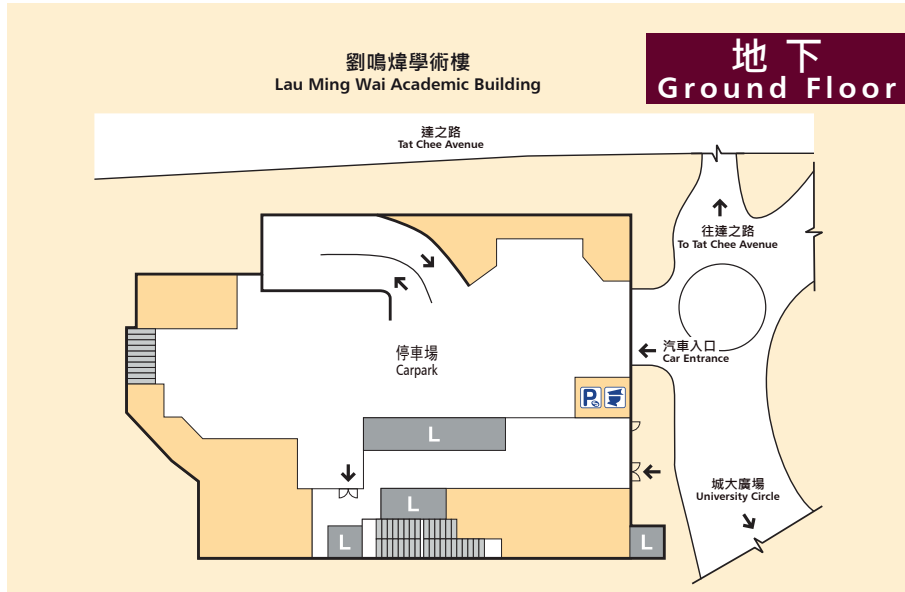 劉鳴煒學術樓
Lau Ming Wai Academic Building
地下
Ground Floor
達之路
Tat Chee Avenue
往達之路
To Tat Chee Avenue
汽車入口
Car Entrance
停車場
Carpark
P
L
L
L
L
城大廣場
University Circle